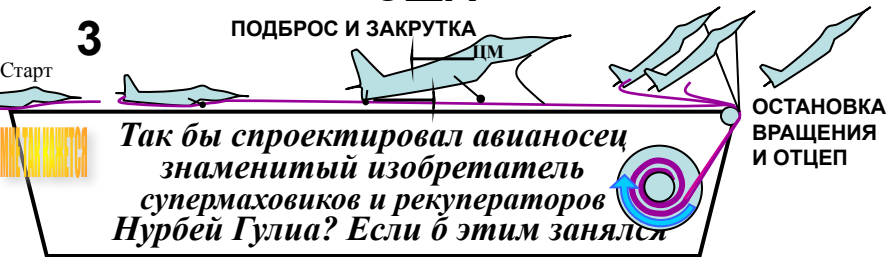 3
ПОДБРОС И ЗАКРУТКА
ЦМ
Старт
ОСТАНОВКА
ВРАЩЕНИЯ
И ОТЦЕП
Так бы спроектировал авианосец
знаменитый изобретатель
супермаховиков и рекуператоров
Нурбей Гулиа? Если б этим занялся